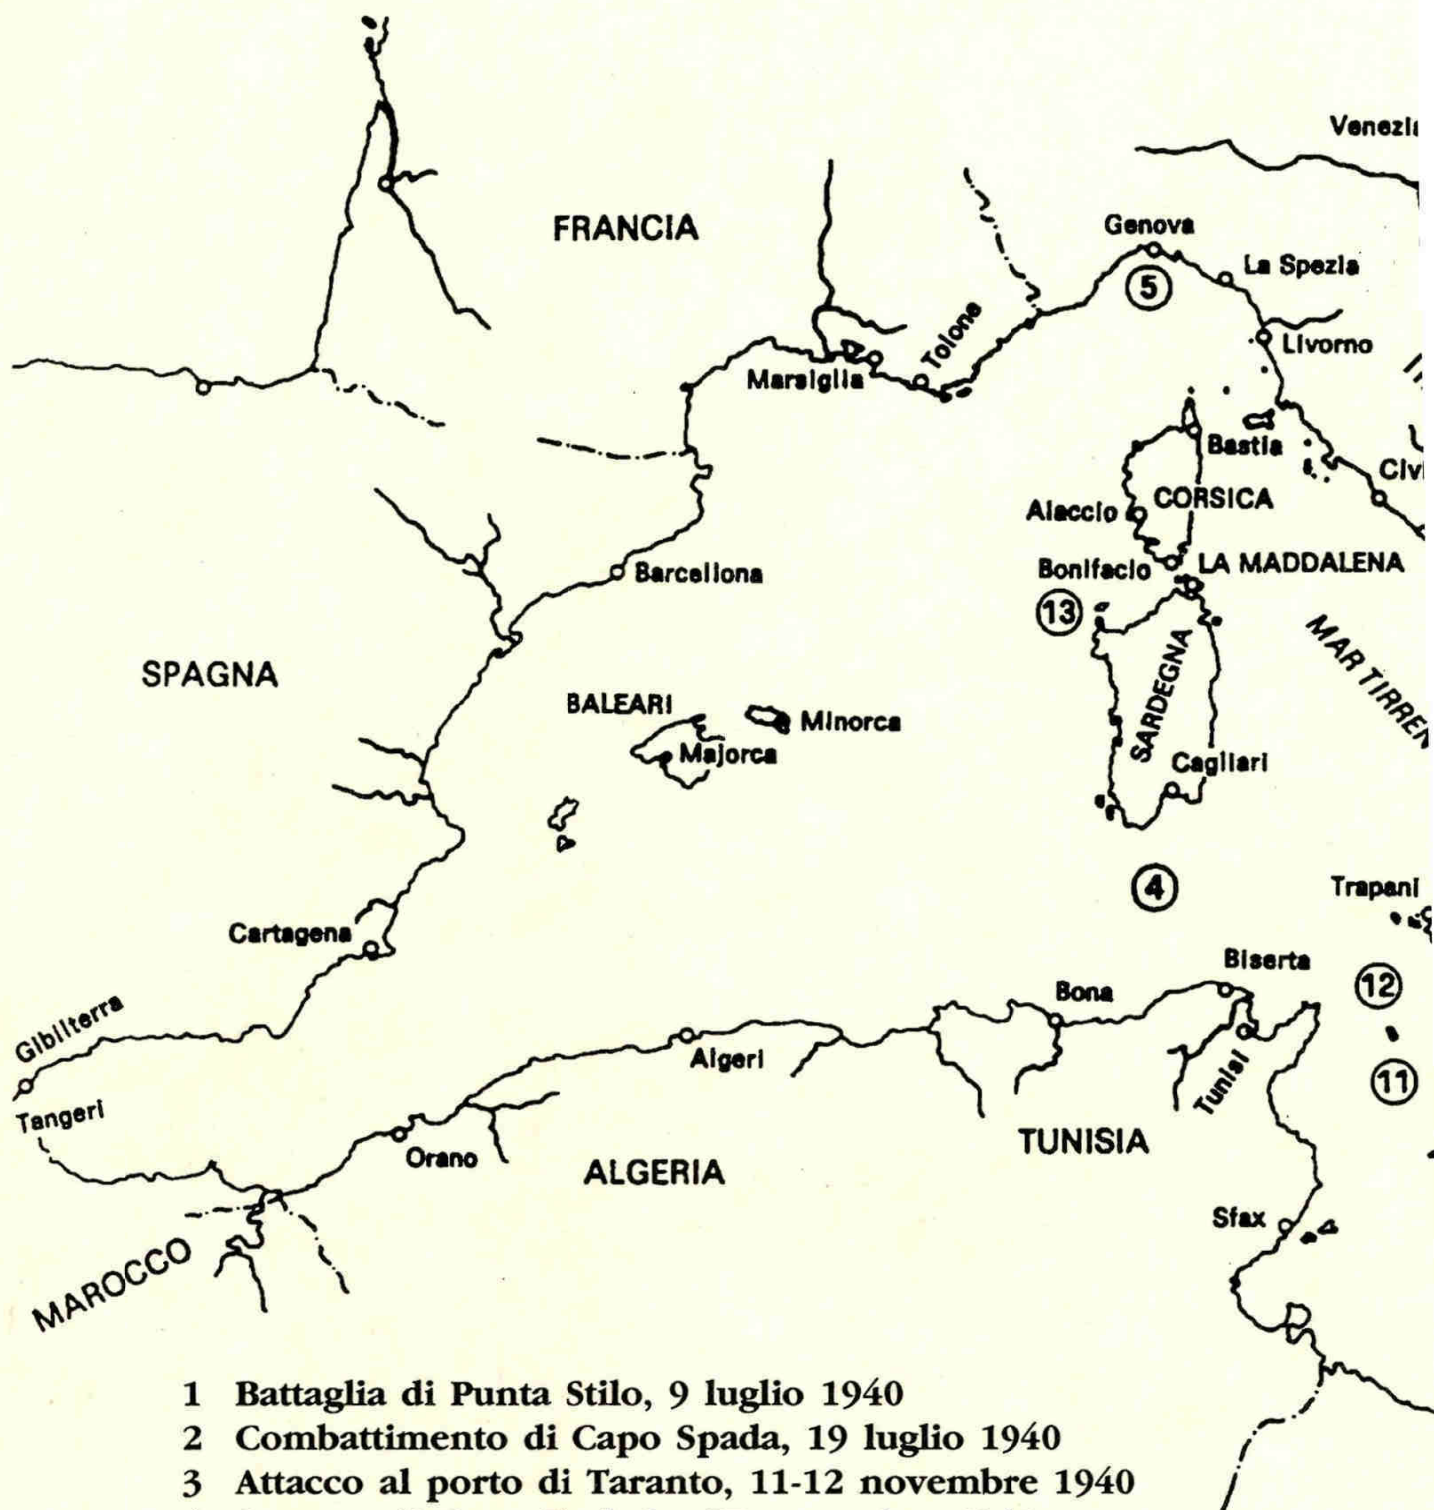 Venezia
FRANCIA
Genova
5
La Spezia
Tolone
Livorno
Marsiglia
Bastia
Civi
CORSICA
Aiaccio
Barcellona
Bonifacio
LA MADDALENA
13
MAR TIRREN
SPAGNA
SARDEGNA
BALEARI
Minorca
Majorca
Cagliari
4
Trapani
Cartagena
Biserta
12
Bona
Gibilterra
Algeri
11
Tunisi
Tangeri
TUNISIA
Orano
ALGERIA
Sfax
MAROCCO
1 Battaglia di Punta Stilo, 9 luglio 1940
2 Combattimento di Capo Spada, 19 luglio 1940
3 Attacco al porto di Taranto, 11-12 novembre 1940